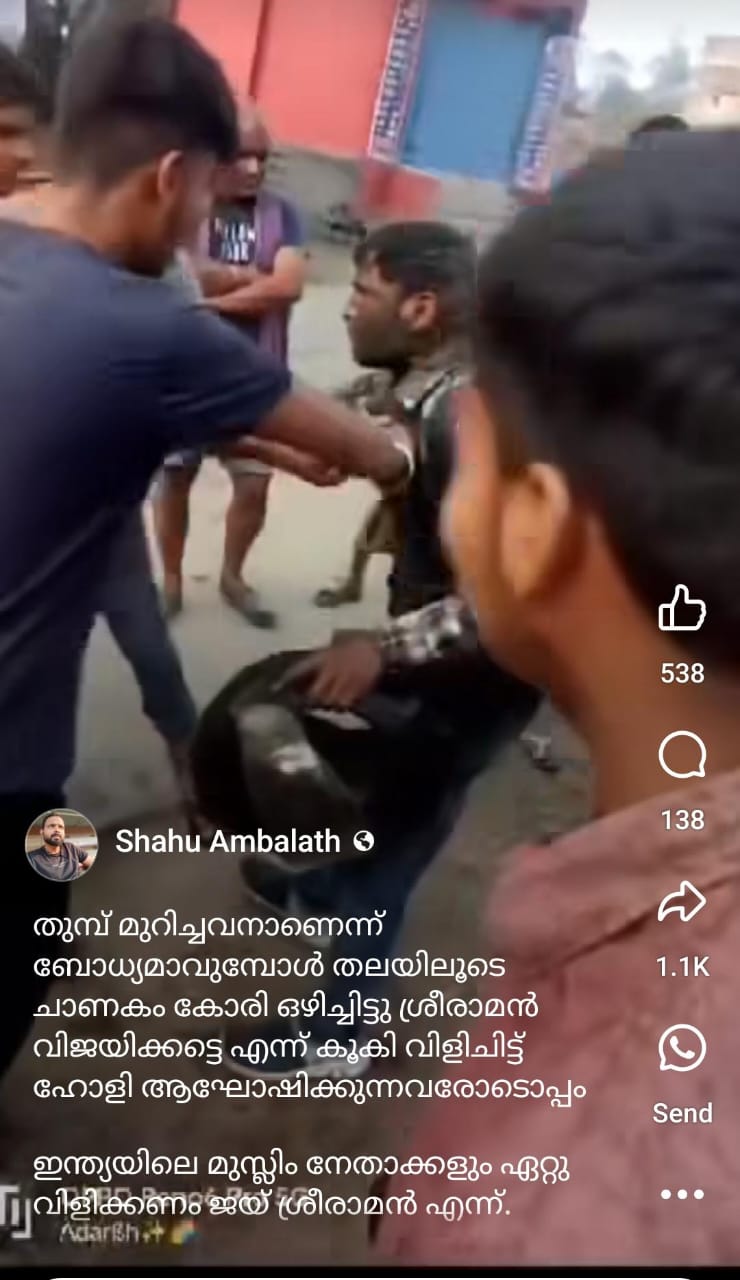 538
138
1.1K
Send
Shahu Ambalath
തുമ്പ് മുറിച്ചവനാണെന്ന്
ബോധ്യമാവുമ്പോൾ തലയിലൂടെ
ചാണകം കോരി ഒഴിച്ചിട്ടു ശ്രീരാമൻ
വിജയിക്കട്ടെ എന്ന് കൂകി വിളിചിട്ട്
ഹോളി ആഘോഷിക്കുന്നവരോടൊപ്പം
ഇന്ത്യയിലെ മുസ്ലിം നേതാക്കളും ഏറ്റു
വിളിക്കണം ജയ് ശ്രീരാമൻ എന്ന്.